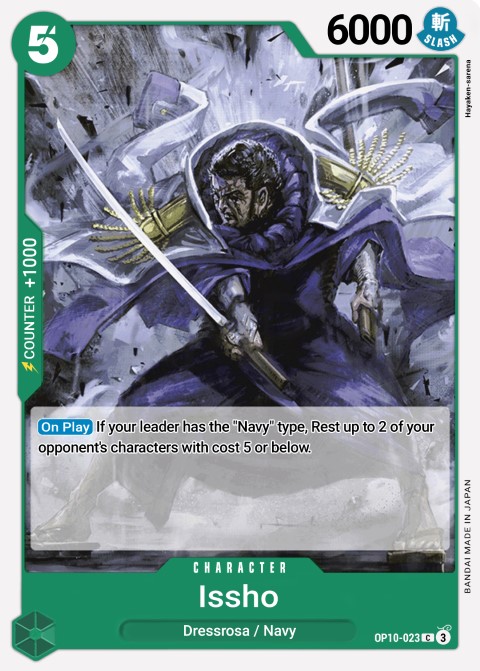 5
6000
斬
SLASH
Hayaken-sarena
COUNTER +1000
On Play If your leader has the "Navy" type, Rest up to 2 of your
opponent's characters with cost 5 or below.
BANDAI MADE IN JAPAN
CHARACTER
Issho
Dressrosa / Navy
OP10-023 C 3